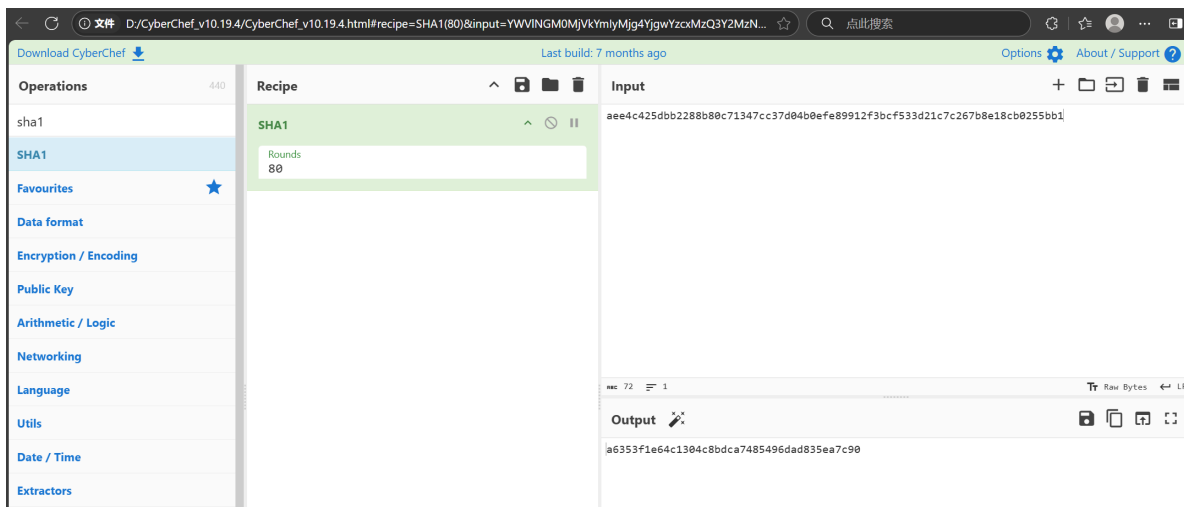 文件 D:/CyberChef_v10.19.4/CyberChef_v10.19.4.html#recipe=SHA1(80)&input=YWVlNGM0MjVkYmIyMjg4YjgwYzcxMzQ3Y2MzN... 点此搜索
Download CyberChef Last build: 7 months ago Options About / Support
Operations 440 Recipe Input
sha1
SHA1
Favourites
Data format
Encryption / Encoding
Public Key
Arithmetic / Logic
Networking
Language
Utils
Date / Time
Extractors
SHA1
Rounds
80
aee4c425dbb2288b80c71347cc37d04b0efe89912f3bcf533d21c7c267b8e18cb0255bb1
ABC 72 1 Tт Raw Bytes LF
Output
a6353f1e64c1304c8bdca7485496dad835ea7c90